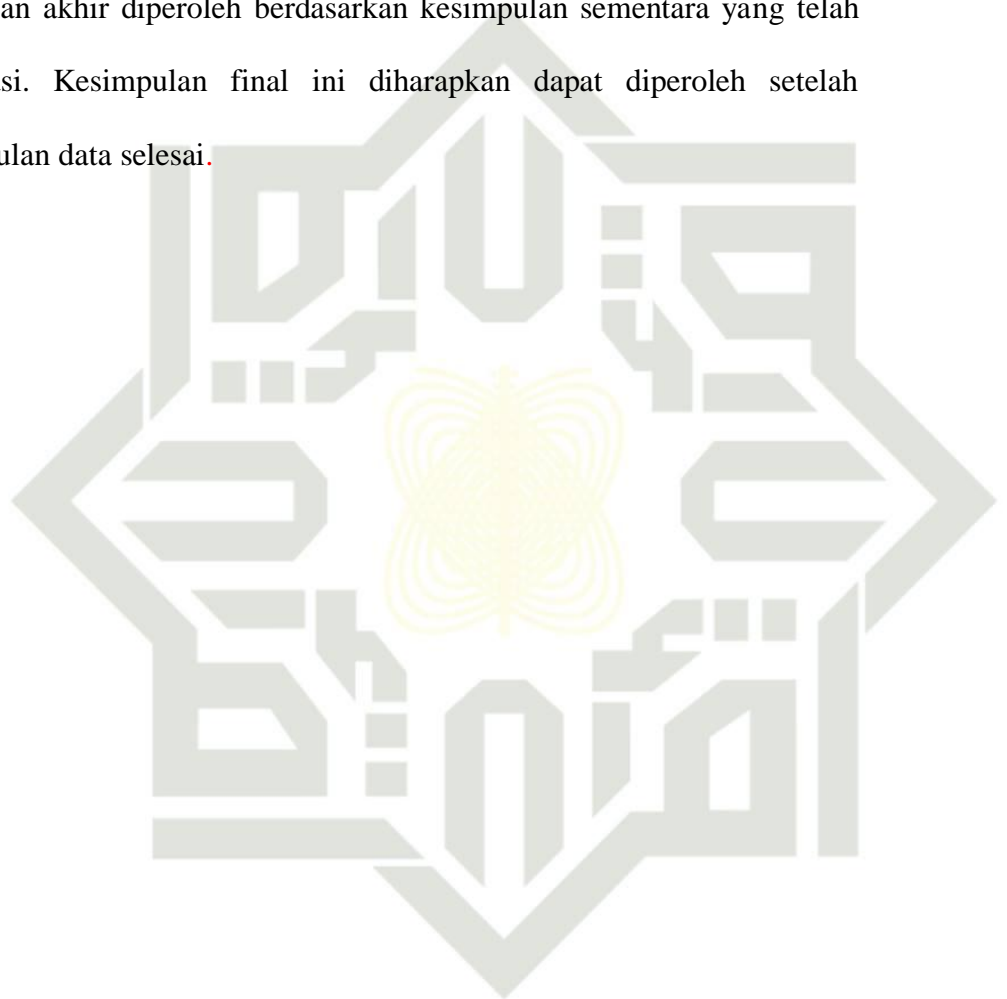 an akhir diperoleh berdasarkan kesimpulan sementara yang telah
si. Kesimpulan final ini diharapkan dapat diperoleh setelah
ulan data selesai.